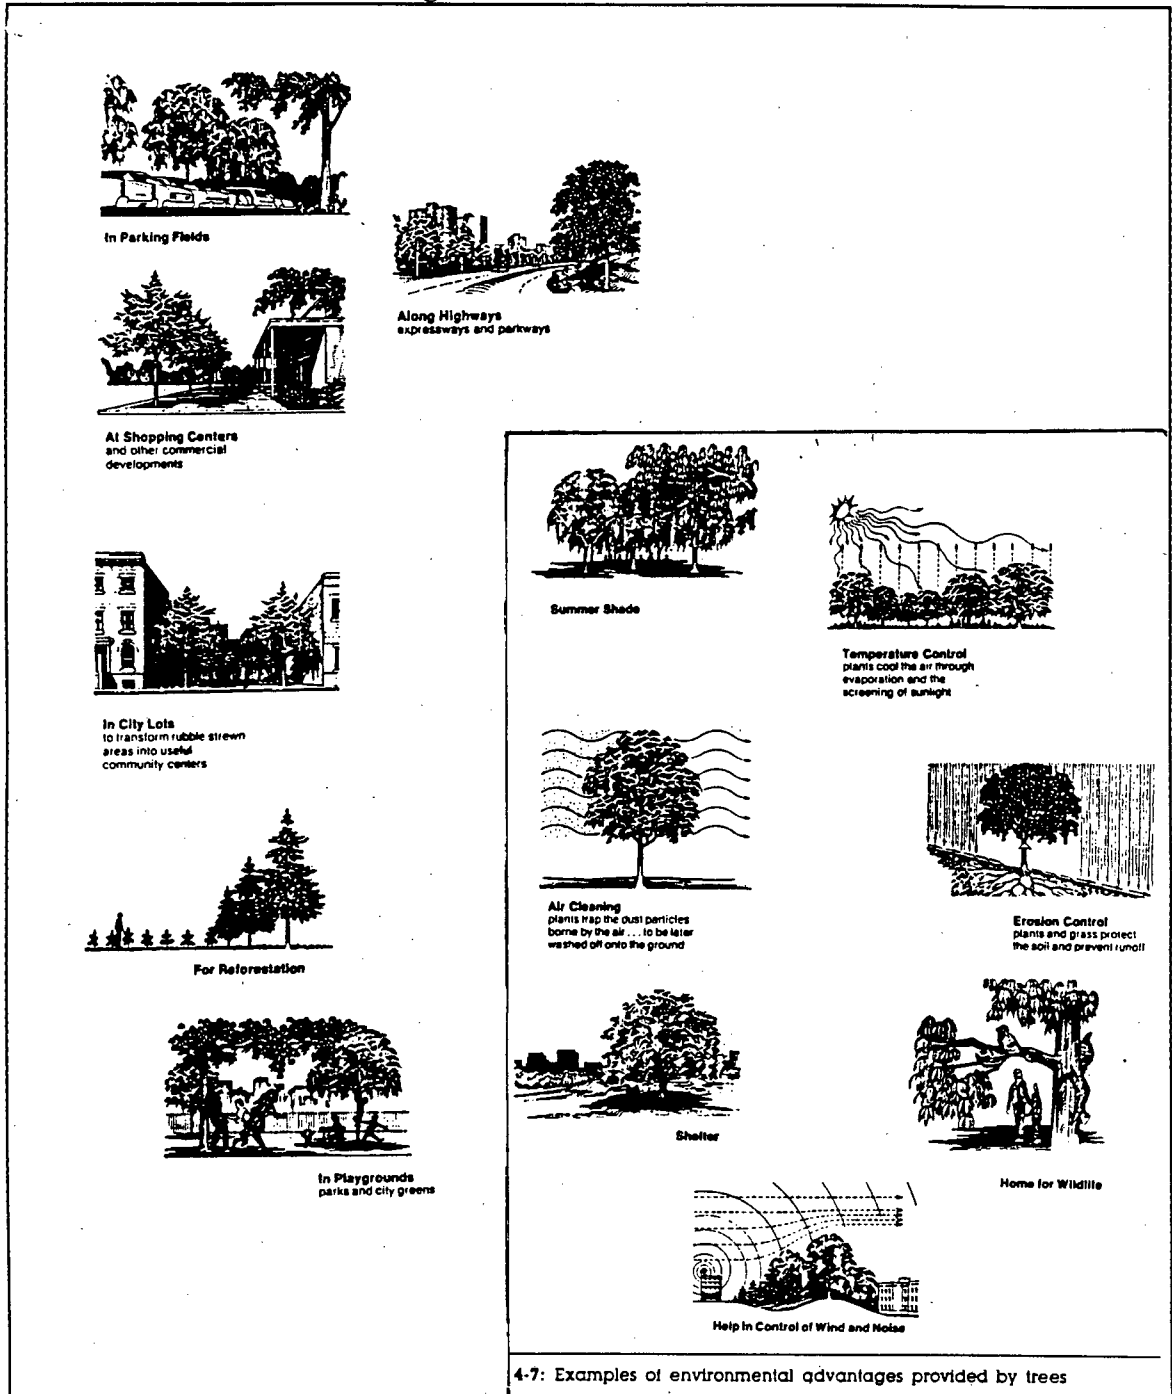 In Parking Fields
Along Highways
expressways and parkways
At Shopping Centers
and other commercial
developments
In City Lots
to transform rubble strewn
areas into useful
community centers
For Reforestation
In Playgrounds
parks and city greens
Summer Shade
Temperature Control
plants cool the air through
evaporation and the
screening of sunlight
Air Cleaning
plants trap the dust particles
borne by the air . . . to be later
washed off onto the ground
Erosion Control
plants and grass protect
the soil and prevent runoff
Shelter
Home for Wildlife
Help in Control of Wind and Noise
4-7: Examples of environmental advantages provided by trees